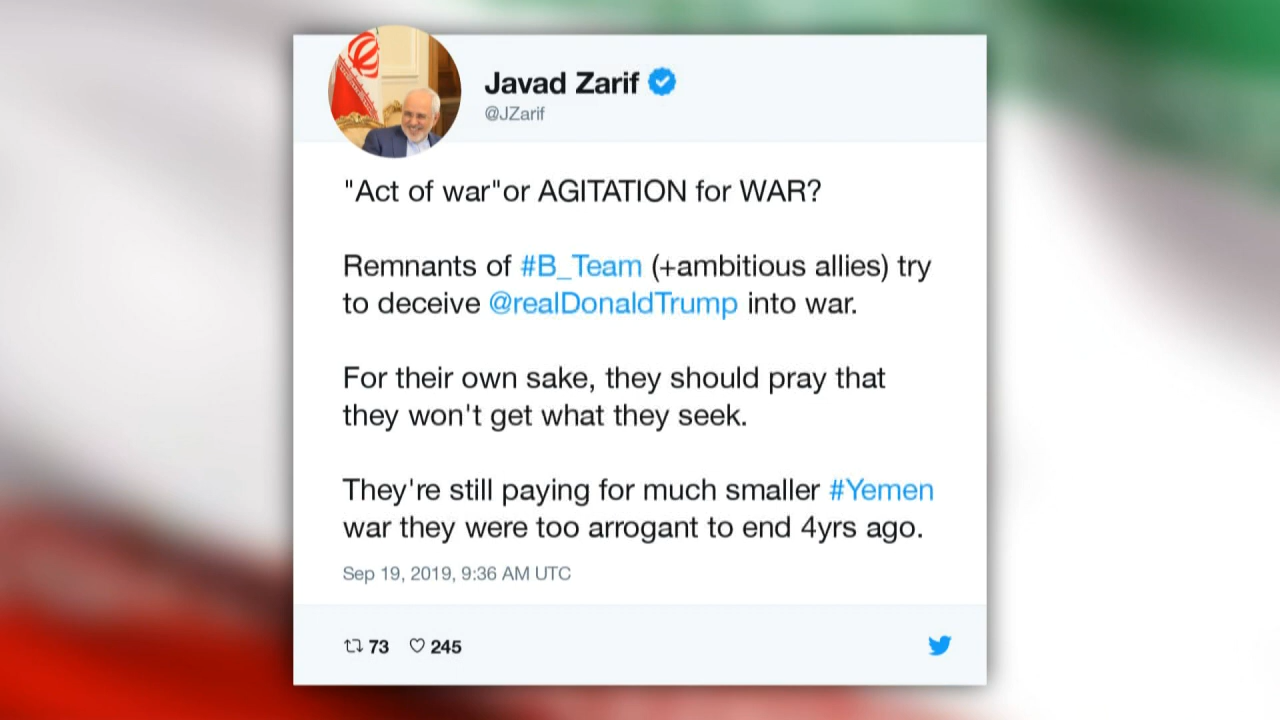 Javad Zarif
@JZarif
"Act of war"or AGITATION for WAR?
Remnants of #B_Team (+ambitious allies) try
to deceive @realDonaldTrump into war.
For their own sake, they should pray that
they won't get what they seek.
They're still paying for much smaller #Yemen
war they were too arrogant to end 4yrs ago.
Sep 19, 2019, 9:36 AM UTC
73 245